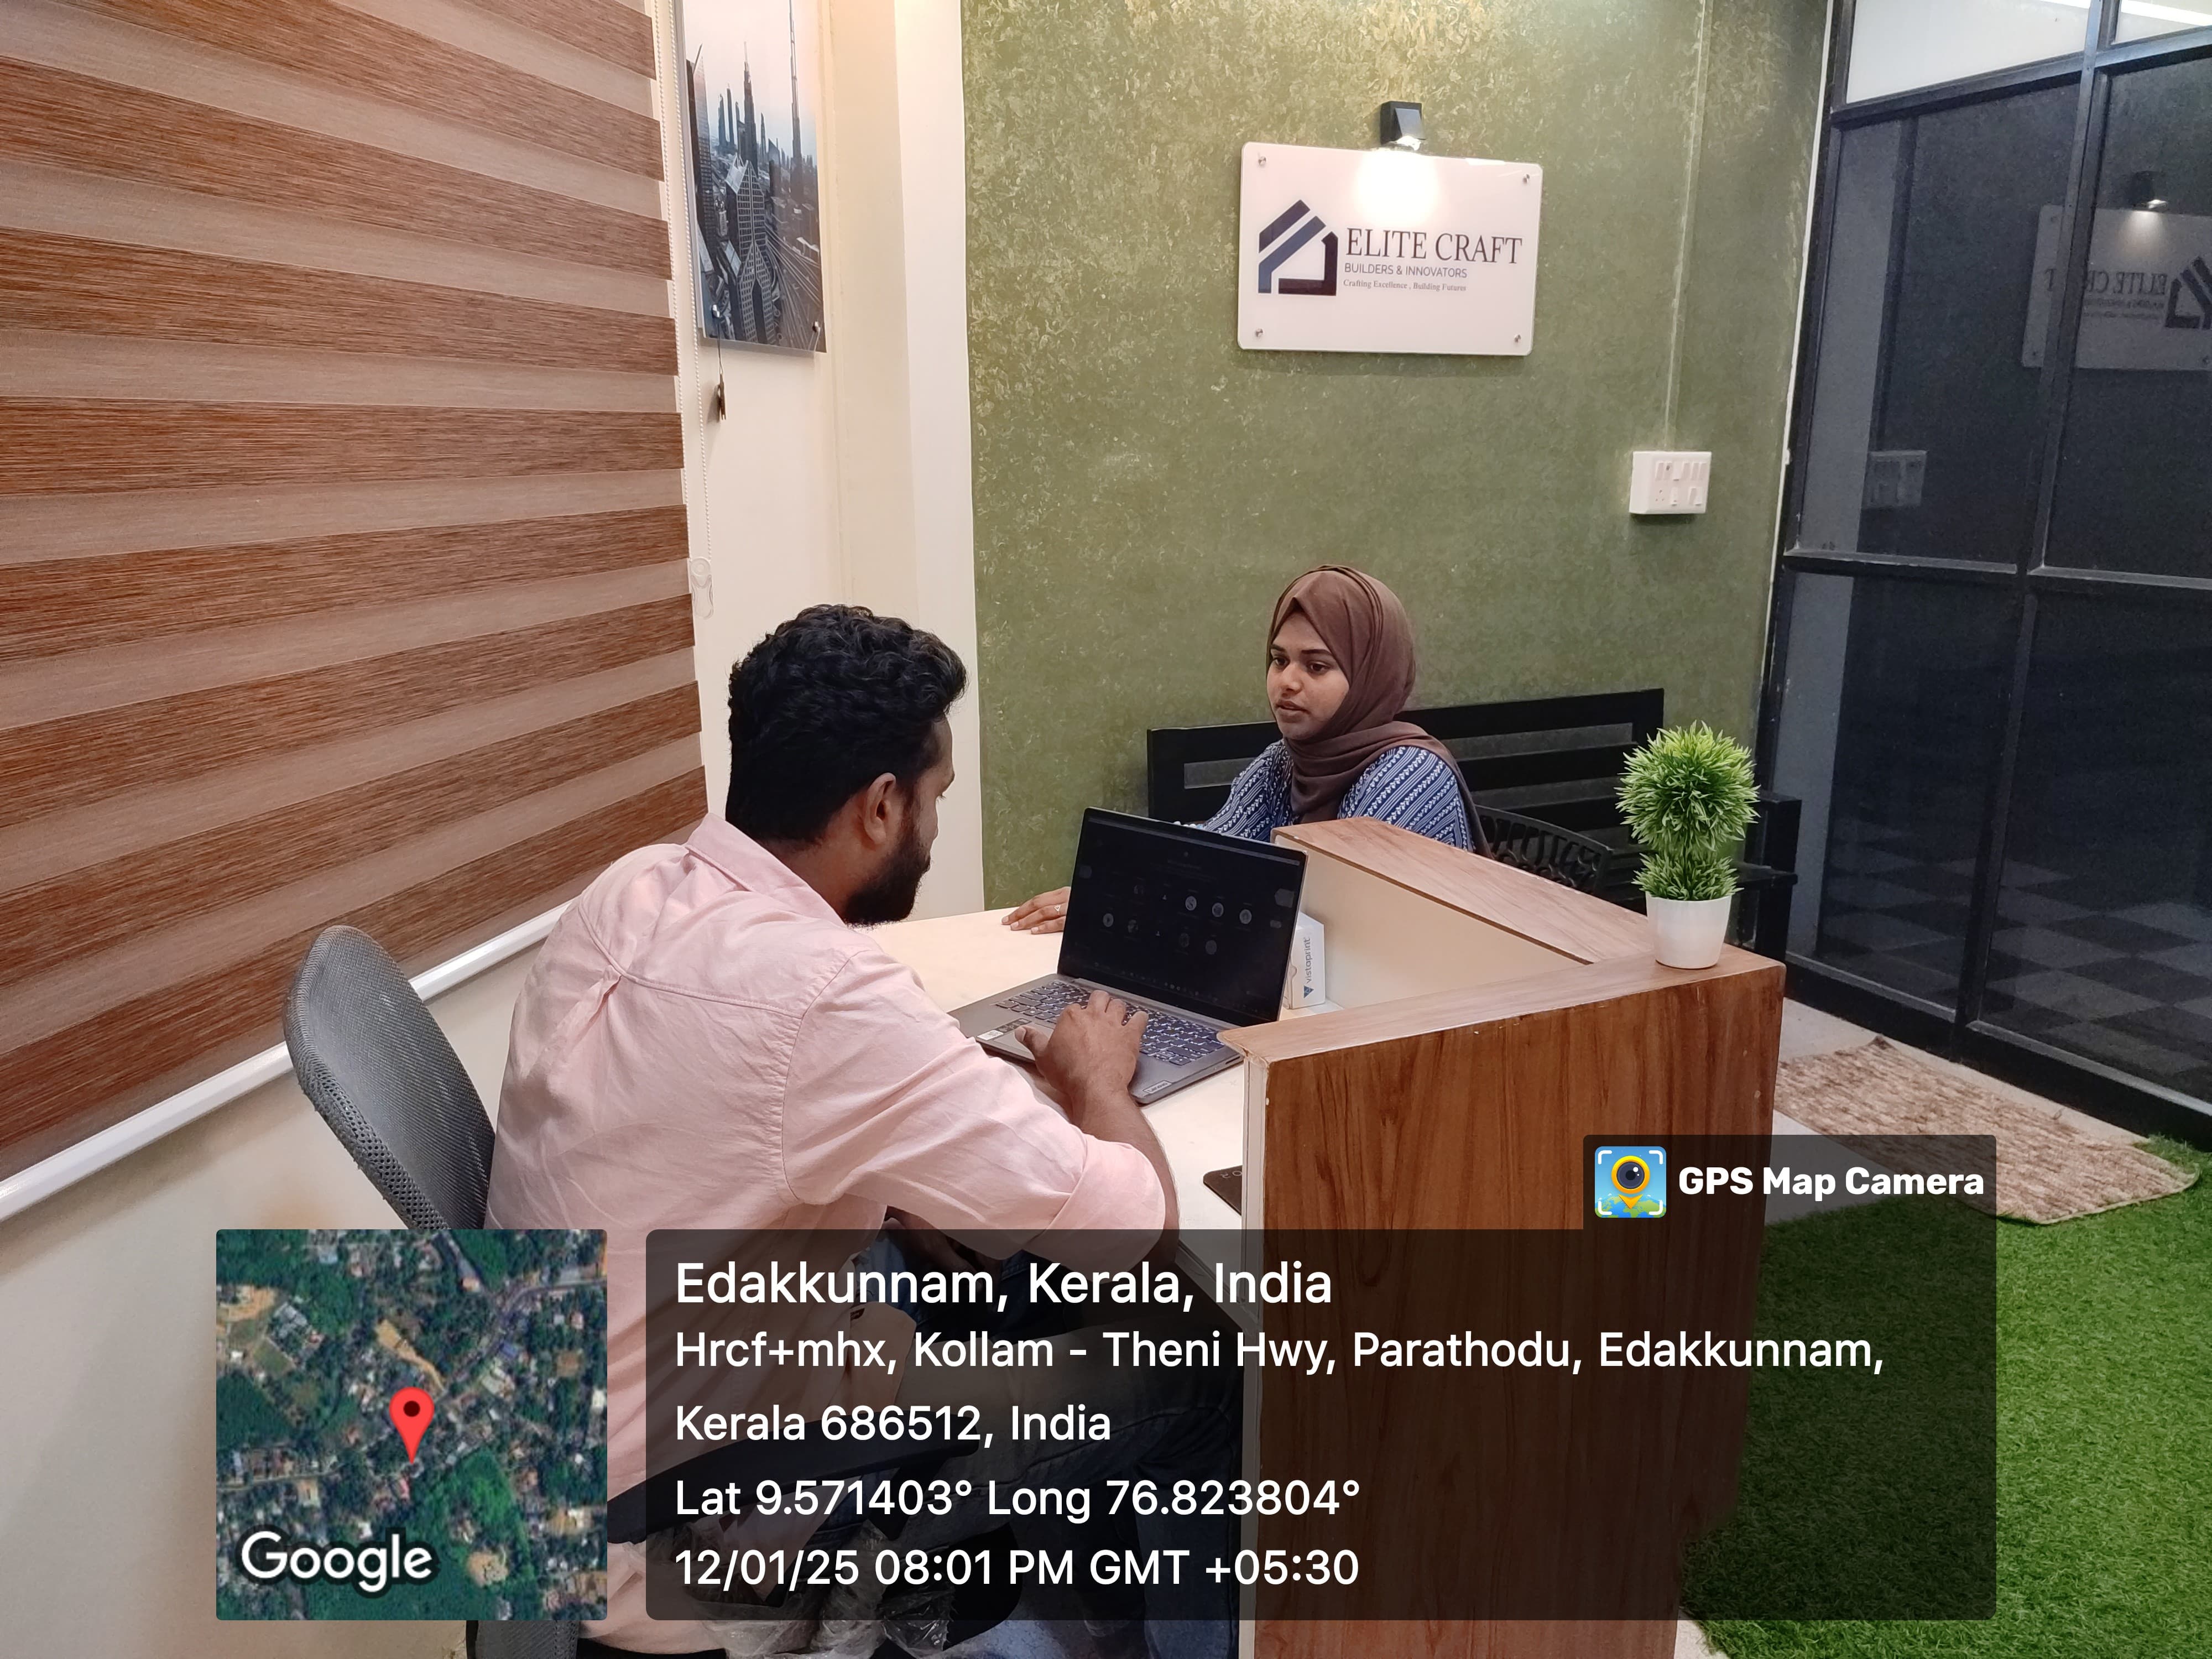 ELITE CRAFT
BUILDERS & INNOVATORS
Crafting Excellence , Building Futures
vistaprint
GPS Map Camera
Edakkunnam, Kerala, India
Hrcf+mhx, Kollam - Theni Hwy, Parathodu, Edakkunnam,
Kerala 686512, India
Lat 9.571403° Long 76.823804°
12/01/25 08:01 PM GMT +05:30
Google